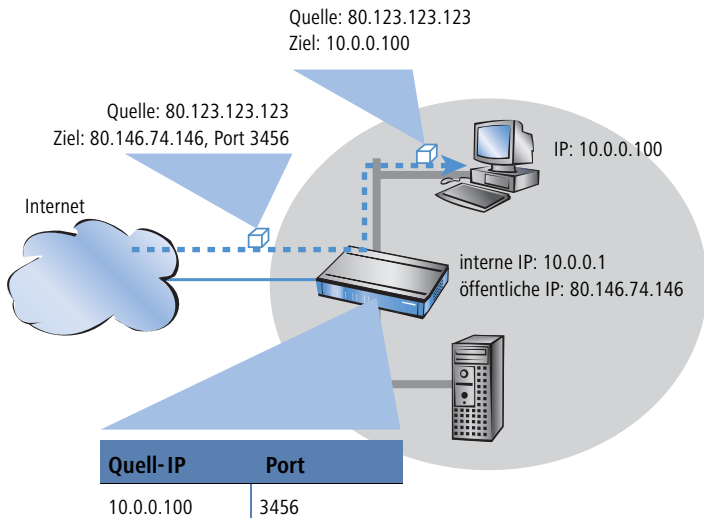 Quelle: 80.123.123.123
Ziel: 10.0.0.100
Quelle: 80.123.123.123
Ziel: 80.146.74.146, Port 3456
IP: 10.0.0.100
Internet
interne IP: 10.0.0.1
öffentliche IP: 80.146.74.146
Quell-IP Port
10.0.0.100 3456